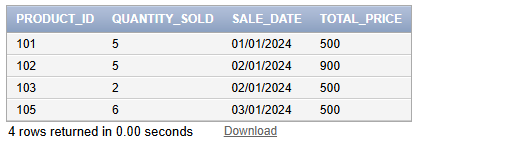 PRODUCT_ID QUANTITY_SOLD SALE_DATE TOTAL_PRICE
101 5 01/01/2024 500
102 5 02/01/2024 900
103 2 02/01/2024 500
105 6 03/01/2024 500
4 rows returned in 0.00 seconds Download